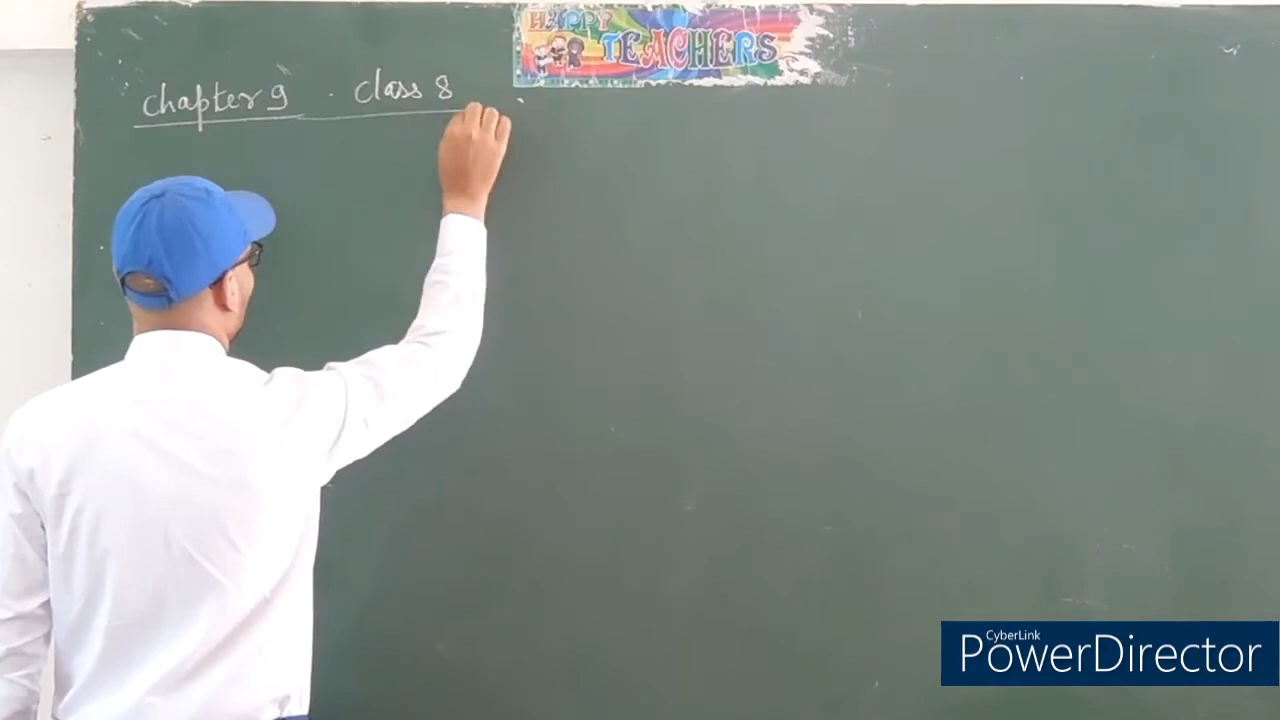 HAPPY
TEACHERS
chapter 9 . class 8
CyberLink
PowerDirector